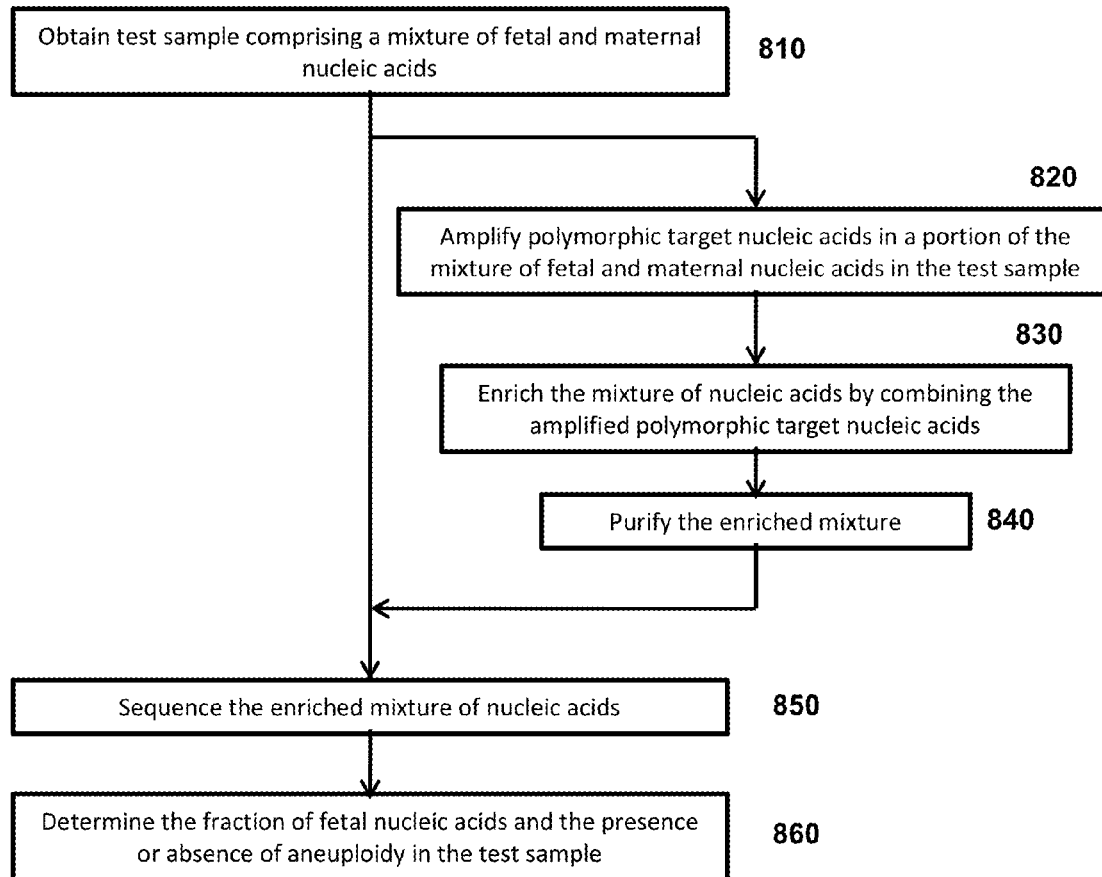 Obtain test sample comprising a mixture of fetal and maternal
nucleic acids
810
820
Amplify polymorphic target nucleic acids in a portion of the
mixture of fetal and maternal nucleic acids in the test sample
830
Enrich the mixture of nucleic acids by combining the
amplified polymorphic target nucleic acids
Purify the enriched mixture
840
Sequence the enriched mixture of nucleic acids
850
Determine the fraction of fetal nucleic acids and the presence
or absence of aneuploidy in the test sample
860